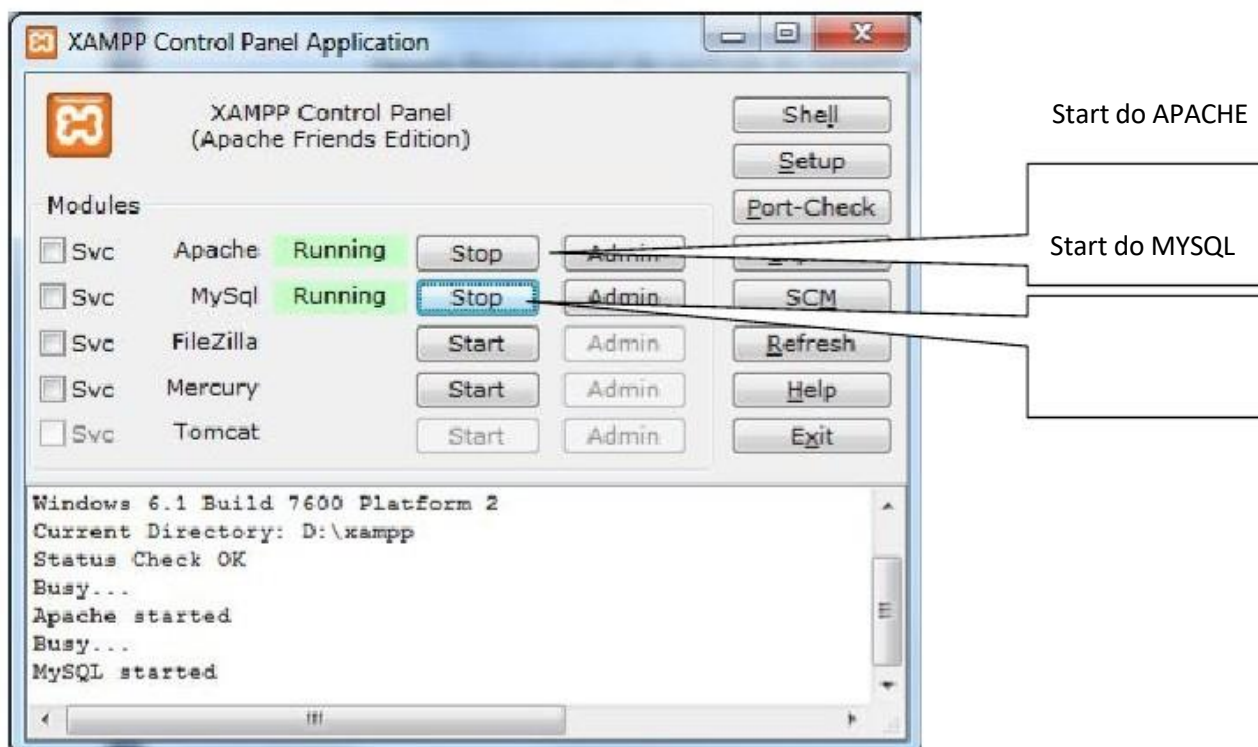 XAMPP Control Panel Application
XAMPP Control Panel
(Apache Friends Edition)
Shell
Setup
Port-Check
Modules
Svc Apache Running Stop Admin
Svc MySql Running Stop Admin SCM
Svc FileZilla Start Admin Refresh
Svc Mercury Start Admin Help
Svc Tomcat Start Admin Exit
Windows 6.1 Build 7600 Platform 2
Current Directory: D:\xampp
Status Check OK
Busy...
Apache started
Busy...
MySQL started
Start do APACHE
Start do MYSQL